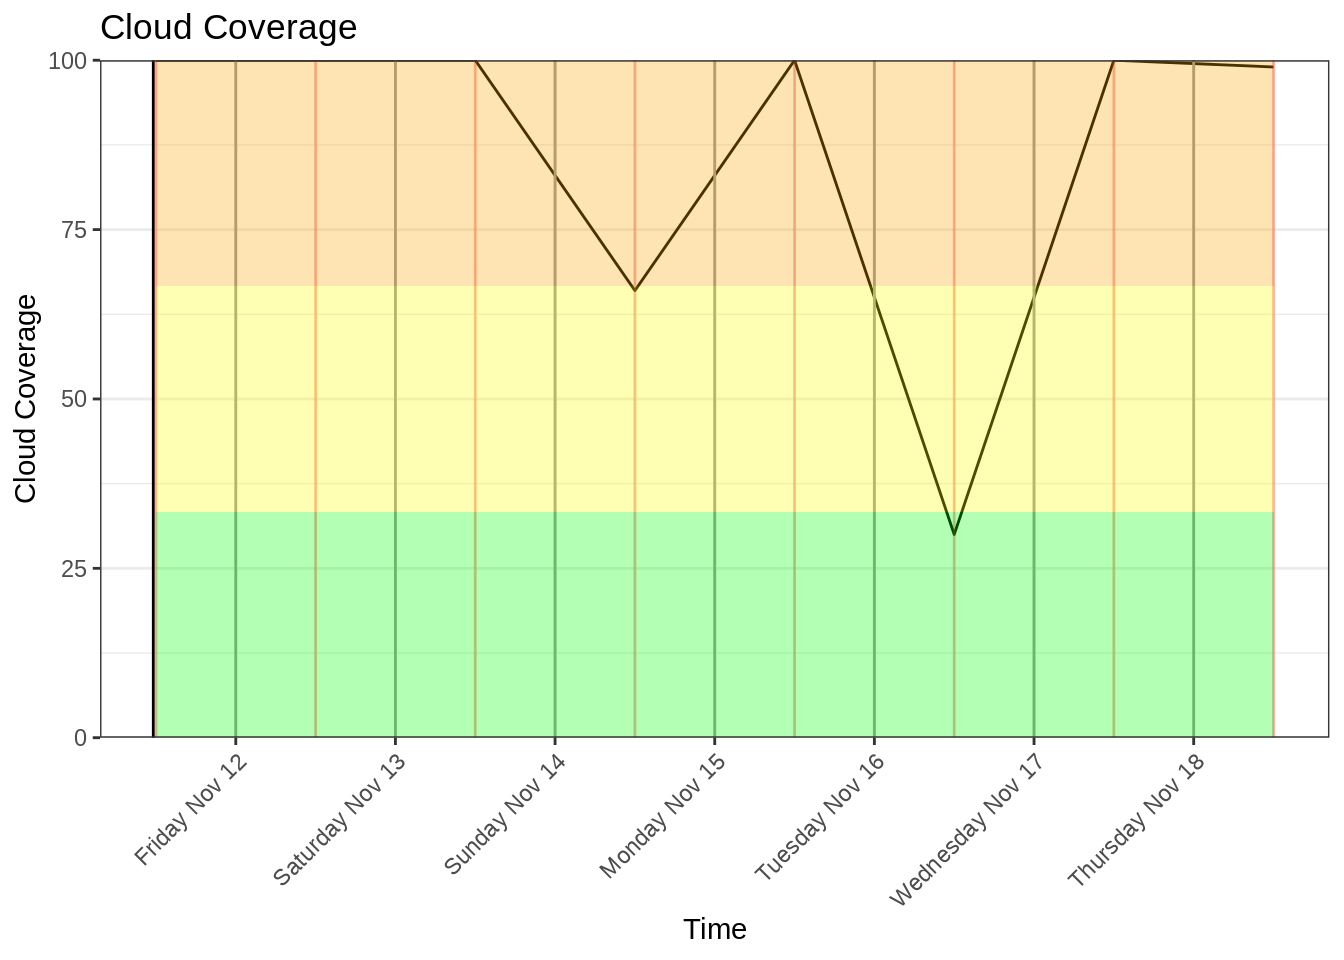 Cloud Coverage
100
75
50
25
0
Cloud Coverage
Friday Nov 12
Saturday Nov 13
Sunday Nov 14
Monday Nov 15
Tuesday Nov 16
Wednesday Nov 17
Thursday Nov 18
Time